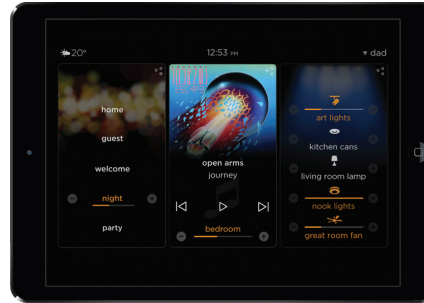 20°
12:53 PM
dad
home
guest
welcome
night
party
open arms
journey
bedroom
art lights
kitchen cans
living room lamp
nook lights
great room fan